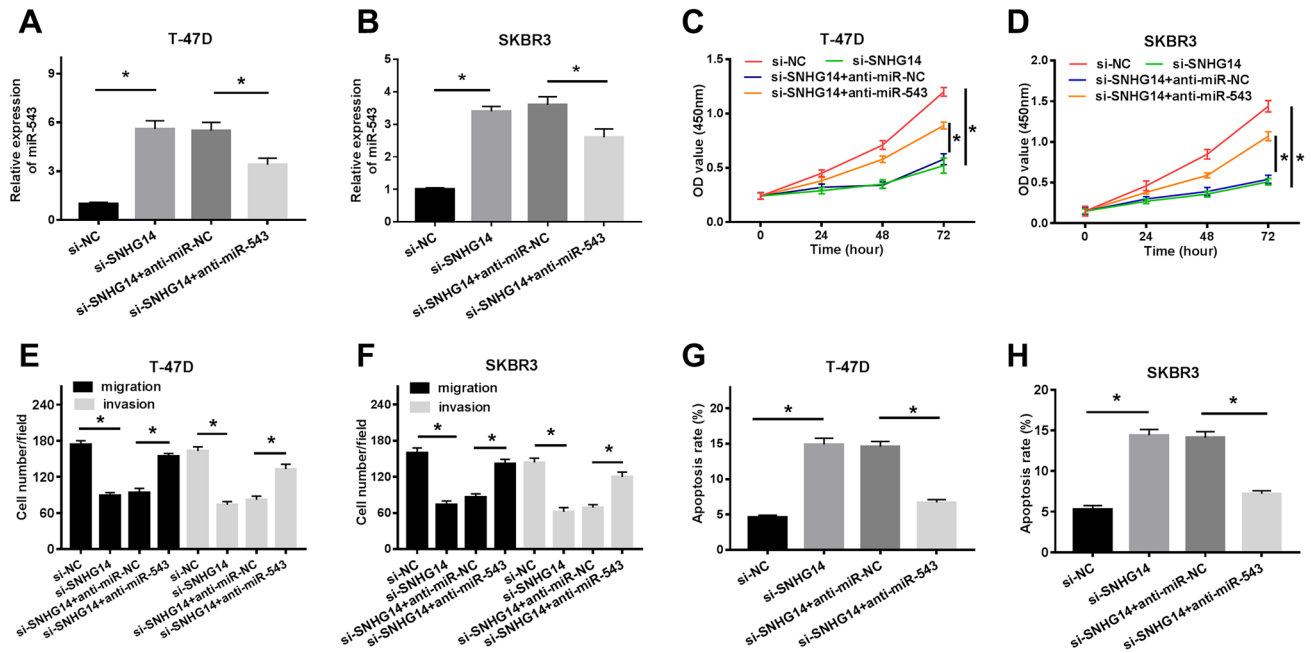 A
T-47D
Relative expression
of miR-543
9
6
3
0
*
*
si-NC
si-SNHG14
si-SNHG14+anti-miR-NC
si-SNHG14+anti-miR-543
B
SKBR3
Relative expression
of miR-543
5
4
3
2
1
0
*
*
si-NC
si-SNHG14
si-SNHG14+anti-miR-NC
si-SNHG14+anti-miR-543
C
T-47D
OD value (450nm)
1.5
1.0
0.5
0.0
si-NC si-SNHG14
si-SNHG14+anti-miR-NC
si-SNHG14+anti-miR-543
* *
0 24 48 72
Time (hour)
D
SKBR3
OD value (450nm)
2.0
1.5
1.0
0.5
0.0
si-NC si-SNHG14
si-SNHG14+anti-miR-NC
si-SNHG14+anti-miR-543
* *
0 24 48 72
Time (hour)
E
T-47D
Cell number/field
240
180
120
60
0
migration
invasion
* * * *
si-NC
si-SNHG14
si-SNHG14+anti-miR-NC
si-SNHG14+anti-miR-543
si-NC
si-SNHG14
si-SNHG14+anti-miR-NC
si-SNHG14+anti-miR-543
F
SKBR3
Cell number/field
240
180
120
60
0
migration
invasion
* * * *
si-NC
si-SNHG14
si-SNHG14+anti-miR-NC
si-SNHG14+anti-miR-543
si-NC
si-SNHG14
si-SNHG14+anti-miR-NC
si-SNHG14+anti-miR-543
G
T-47D
Apoptosis rate (%)
20
15
10
5
0
*
*
si-NC
si-SNHG14
si-SNHG14+anti-miR-NC
si-SNHG14+anti-miR-543
H
SKBR3
Apoptosis rate (%)
20
15
10
5
0
*
*
si-NC
si-SNHG14
si-SNHG14+anti-miR-NC
si-SNHG14+anti-miR-543